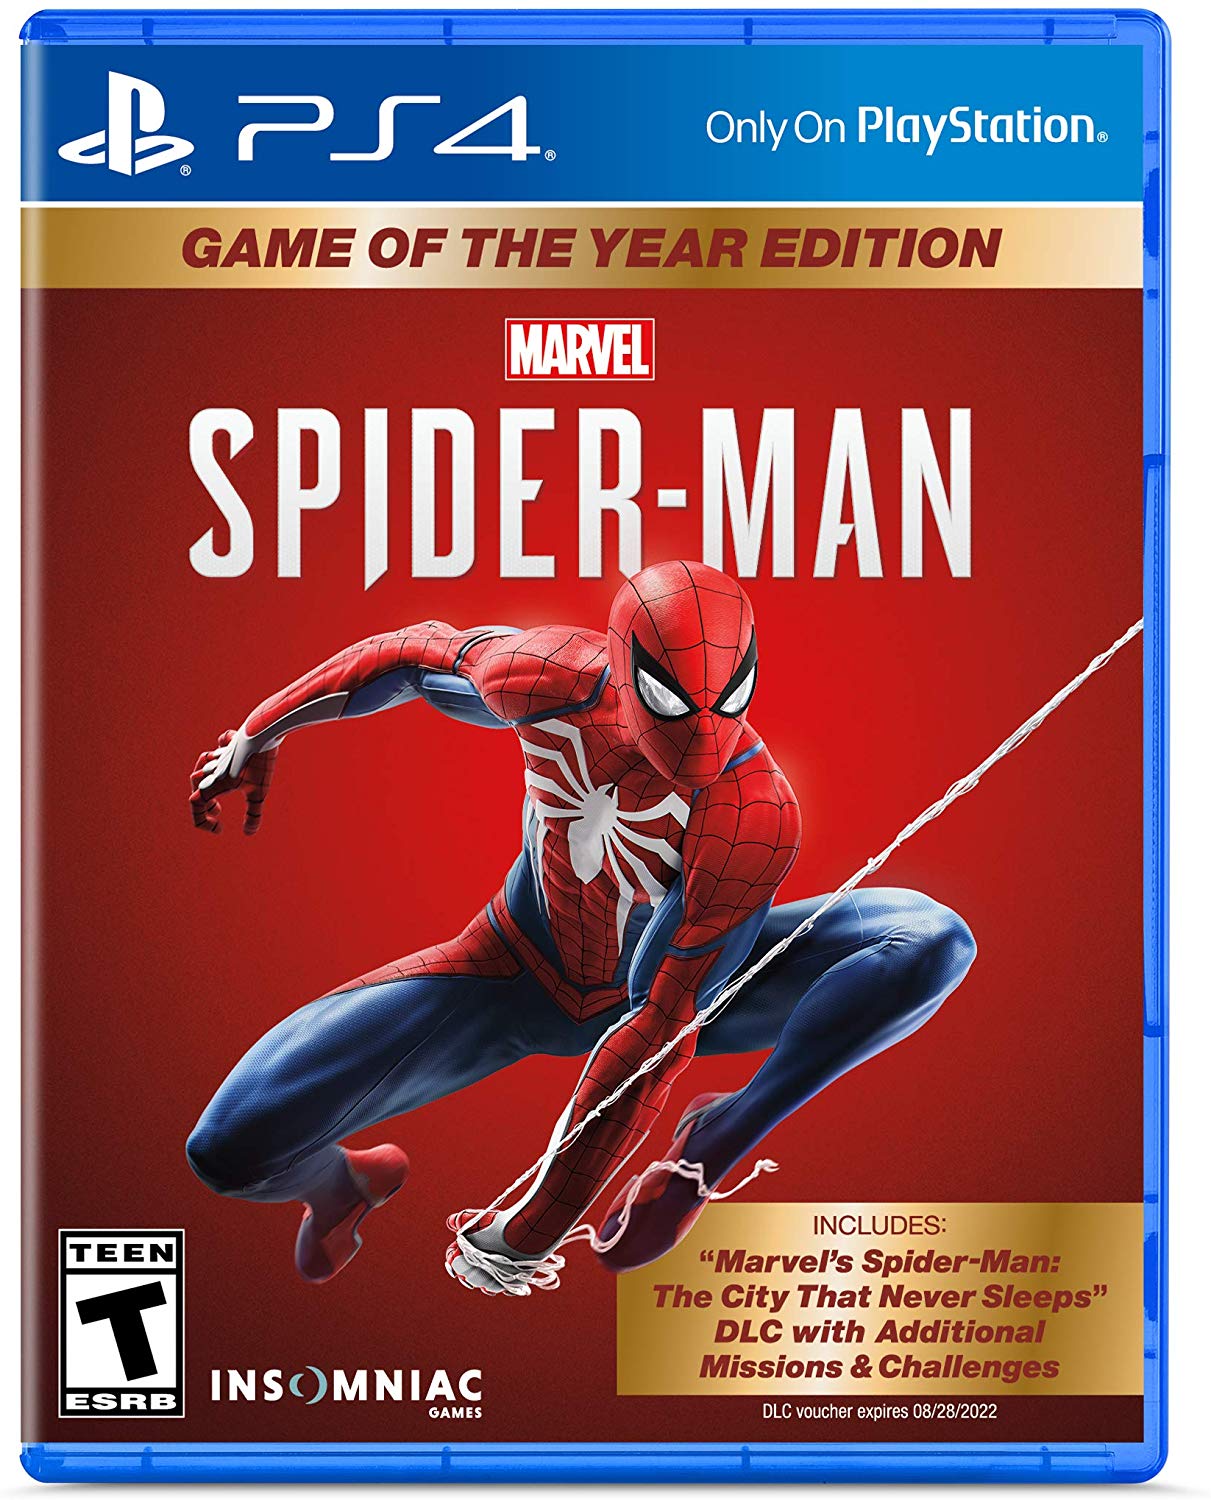 PS4®
Only On PlayStation®
GAME OF THE YEAR EDITION
MARVEL
SPIDER-MAN
INCLUDES:
"Marvel's Spider-Man:
The City That Never Sleeps"
DLC with Additional
Missions & Challenges
DLC voucher expires 08/28/2022
TEEN
T
ESRB
INSOMNIAC
GAMES